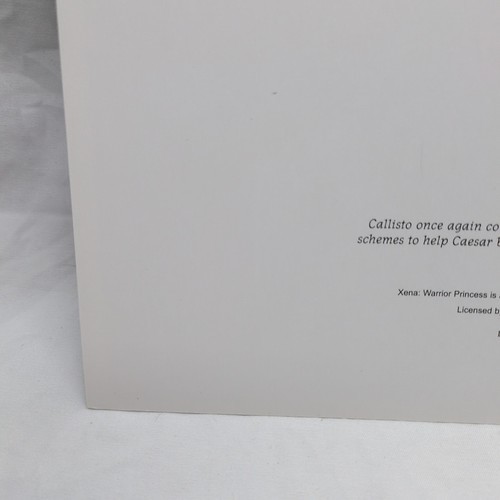 Callisto once again co
schemes to help Caesar b
Xena: Warrior Princess is
Licensed b